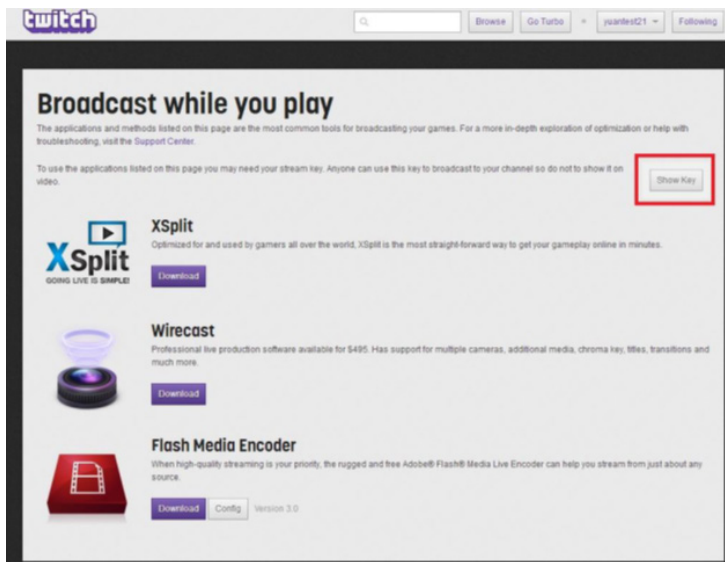 twitch
Browse
Go Turbo
yuantest21
Following
Broadcast while you play
The applications and methods listed on this page are the most common tools for broadcasting your games. For a more in-depth exploration of optimization or help with
troubleshooting, visit the Support Center.
To use the applications listed on this page you may need your stream key. Anyone can use this key to broadcast to your channel so do not to show it on
video.
Show Key
XSplit
GOING LIVE IS SIMPLE!
XSplit
Optimized for and used by gamers all over the world, XSplit is the most straight-forward way to get your gameplay online in minutes.
Download
Wirecast
Professional live production software available for $495. Has support for multiple cameras, additional media, chroma key, titles, transitions and
much more.
Download
Flash Media Encoder
When high-quality streaming is your priority, the rugged and free Adobe® Flash® Media Live Encoder can help you stream from just about any
source.
Download
Config
Version 3.0